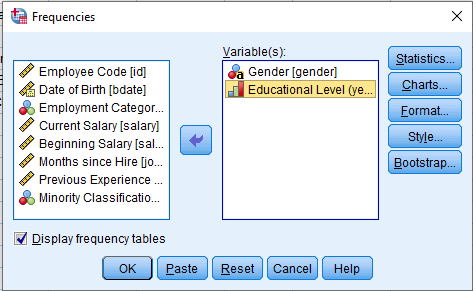 Frequencies
Variable(s):
Employee Code [id]
Date of Birth [bdate]
Employment Categor...
Current Salary [salary]
Beginning Salary [sal...
Months since Hire [jo...
Previous Experience ...
Minority Classificatio...
Gender [gender]
Educational Level (ye...
Statistics...
Charts...
Format...
Style...
Bootstrap...
Display frequency tables
OK Paste Reset Cancel Help